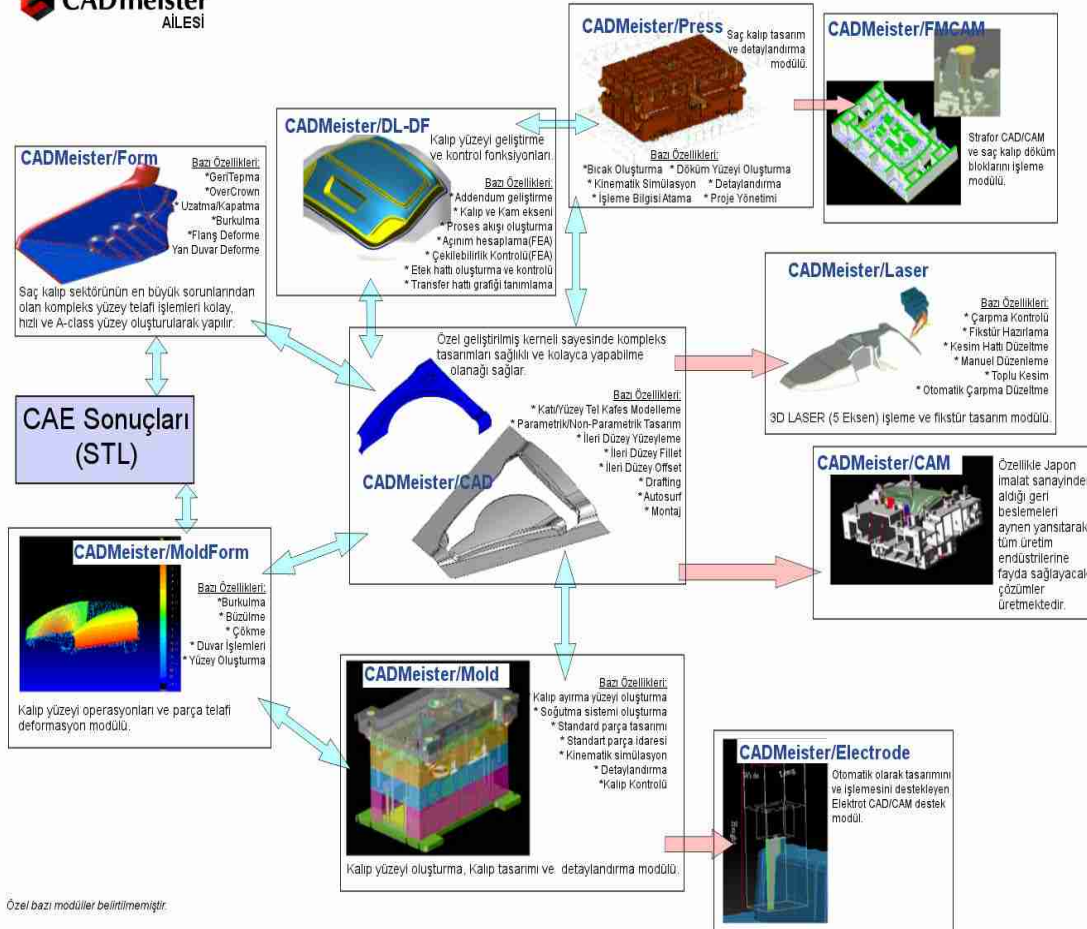 CADmeister
AİLESİ
CADMeister/Press
Saç kalıp tasarım
ve detaylandırma
modülü.
Bazı Özellikleri:
*Bıcak Oluşturma * Döküm Yüzeyi Oluşturma
* Kinematik Simülasyon * Detaylandırma
* İşleme Bilgisi Atama * Proje Yönetimi
CADMeister/FMCAM
Strafor CAD/CAM
ve saç kalıp döküm
bloklarını işleme
modülü.
CADMeister/DL-DF
Kalıp yüzeyi geliştirme
ve kontrol fonksiyonları.
Bazı Özellikleri:
* Addendum geliştirme
* Kalıp ve Kam ekseni
* Proses akışı oluşturma
* Açınım hesaplama(FEA)
* Çekilebilirlik Kontrolü(FEA)
* Etek hattı oluşturma ve kontrolü
* Transfer hattı grafiği tanımlama
CADMeister/Form
Bazı Özellikleri:
*GeriTepma
*OverCrown
* Uzatma/Kapatma
*Burkulma
*Flanş Deforme
Yan Duvar Deforme
Saç kalıp sektörünün en büyük sorunlarından
olan kompleks yüzey telafi işlemleri kolay,
hızlı ve A-class yüzey oluşturularak yapılır.
CADMeister/Laser
Bazı Özellikleri:
* Çarpma Kontrolü
* Fikstür Hazırlama
* Kesim Hattı Düzeltme
* Manuel Düzenleme
* Toplu Kesim
* Otomatik Çarpma Düzeltme
3D LASER (5 Eksen) işleme ve fikstür tasarım modülü.
Özel geliştirilmiş kerneli sayesinde kompleks
tasarımları sağlıklı ve kolayca yapabilme
olanağı sağlar.
Bazı Özellikleri:
* Katı/Yüzey Tel Kafes Modelleme
* Parametrik/Non-Parametrik Tasarım
* İleri Düzey Yüzeyleme
* İleri Düzey Fillet
* İleri Düzey Offset
* Drafting
* Autosurf
* Montaj
CADMeister/CAD
CAE Sonuçları
(STL)
CADMeister/CAM
Özellikle Japon
imalat sanayinden
aldığı geri
beslemeleri
aynen yansıtarak
tüm üretim
endüstrilerine
fayda sağlayacak
çözümler
üretmektedir.
CADMeister/MoldForm
Bazı Özellikleri:
*Burkulma
* Büzülme
* Çökme
* Duvar İşlemleri
* Yüzey Oluşturma
Kalıp yüzeyi operasyonları ve parça telafi
deformasyon modülü.
CADMeister/Mold
Bazı Özellikleri:
* Kalıp ayırma yüzeyi oluşturma
* Soğutma sistemi oluşturma
* Standard parça tasarımı
* Standart parça idaresi
* Kinematik simülasyon
* Detaylandırma
*Kalıp Kontrolü
Kalıp yüzeyi oluşturma, Kalıp tasarımı ve detaylandırma modülü.
CADMeister/Electrode
Otomatik olarak tasarımını
ve işlemesini destekleyen
Elektrot CAD/CAM destek
modül.
Özel bazı modüller belirtilmemiştir.